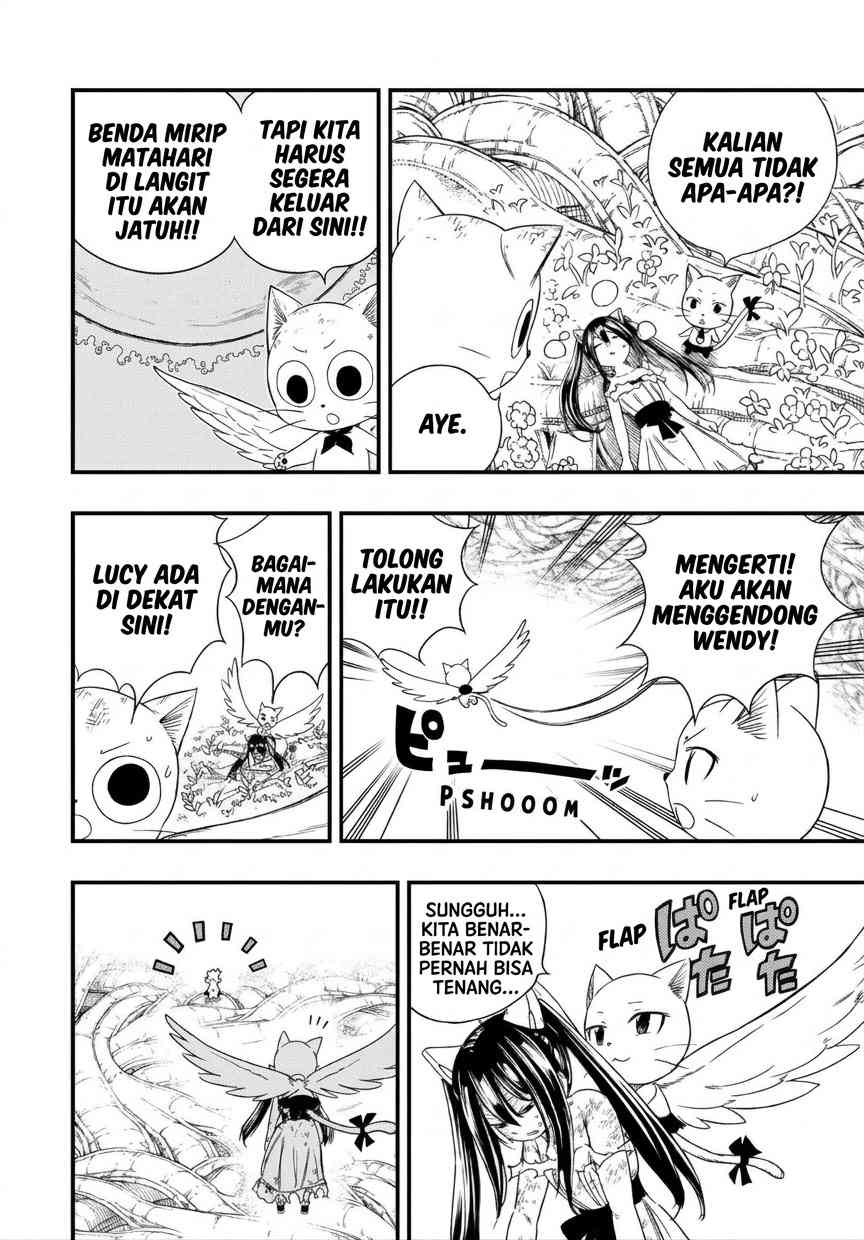 KALIAN
SEMUA TIDAK
APA-APA?!
AYE.
TAPI KITA
HARUS
SEGERA
KELUAR
DARI SINI!!
BENDA MIRIP
MATAHARI
DI LANGIT
ITU AKAN
JATUH!!
MENGERTI!
AKU AKAN
MENGGENDONG
WENDY!
TOLONG
LAKUKAN
ITU!!
ピューーッ
PSHOOOM
BAGAI-
MANA
DENGAN-
MU?
LUCY ADA
DI DEKAT
SINI!
FLAP
ぱた
FLAP
ぱた
SUNGGUH...
KITA BENAR-
BENAR TIDAK
PERNAH BISA
TENANG...